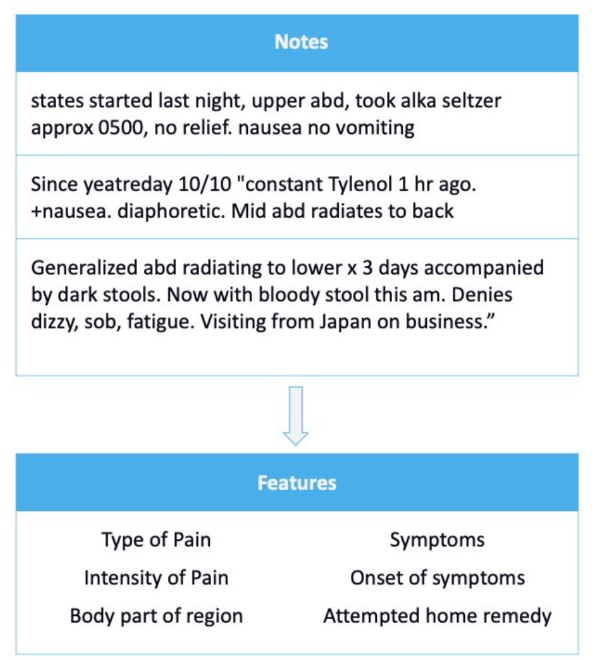 Notes
states started last night, upper abd, took alka seltzer
approx 0500, no relief. nausea no vomiting
Since yeatreday 10/10 "constant Tylenol 1 hr ago.
+nausea. diaphoretic. Mid abd radiates to back
Generalized abd radiating to lower x 3 days accompanied
by dark stools. Now with bloody stool this am. Denies
dizzy, sob, fatigue. Visiting from Japan on business.”
Features
Type of Pain
Symptoms
Intensity of Pain
Onset of symptoms
Body part of region
Attempted home remedy